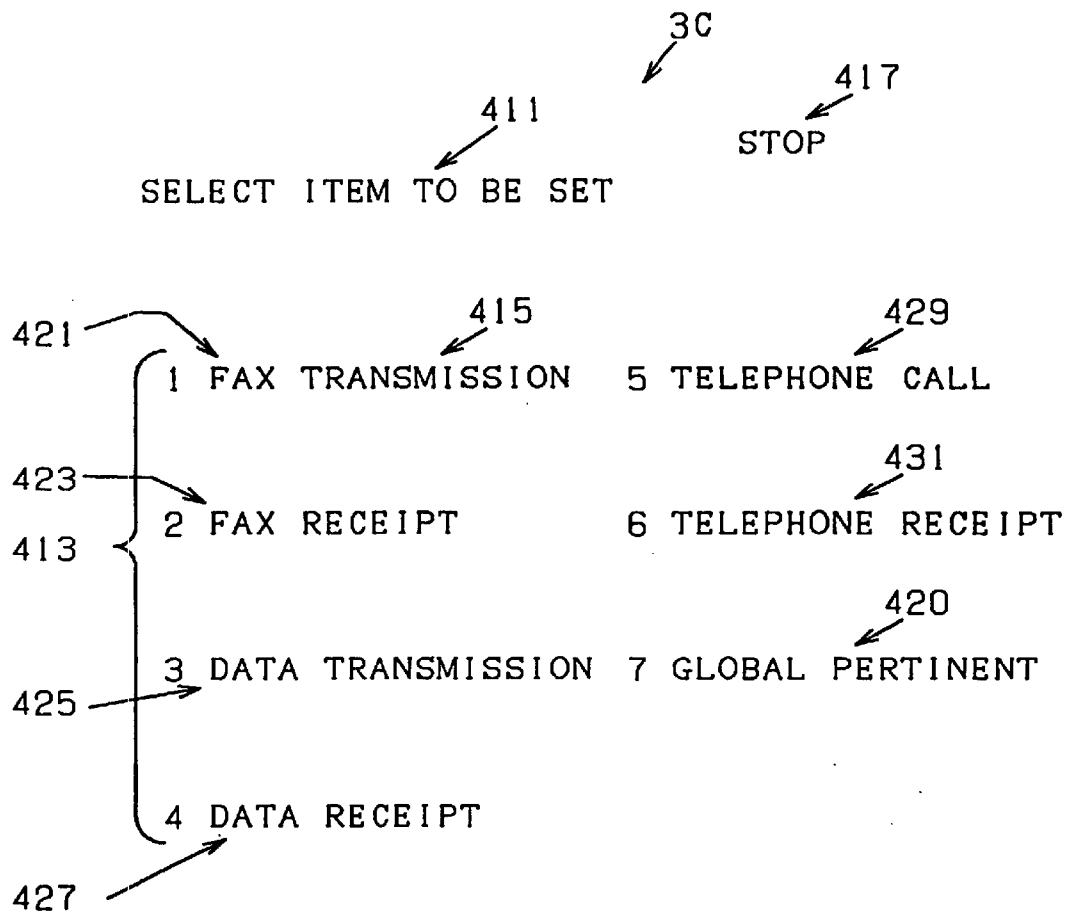 3C
417
411
STOP
SELECT ITEM TO BE SET
421
415
429
1 FAX TRANSMISSION 5 TELEPHONE CALL
423
431
2 FAX RECEIPT 6 TELEPHONE RECEIPT
413
420
3 DATA TRANSMISSION 7 GLOBAL PERTINENT
425
4 DATA RECEIPT
427